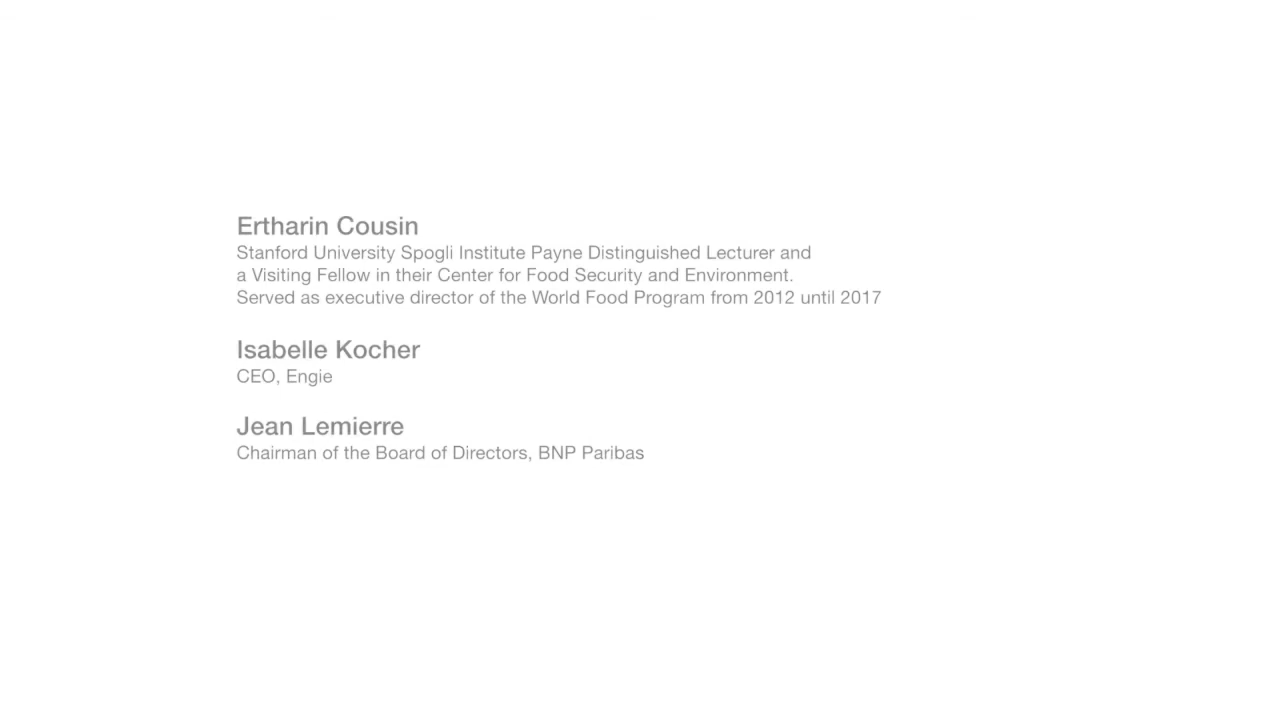 Ertharin Cousin
Stanford University Spogli Institute Payne Distinguished Lecturer and
a Visiting Fellow in their Center for Food Security and Environment.
Served as executive director of the World Food Program from 2012 until 2017
Isabelle Kocher
CEO, Engie
Jean Lemierre
Chairman of the Board of Directors, BNP Paribas